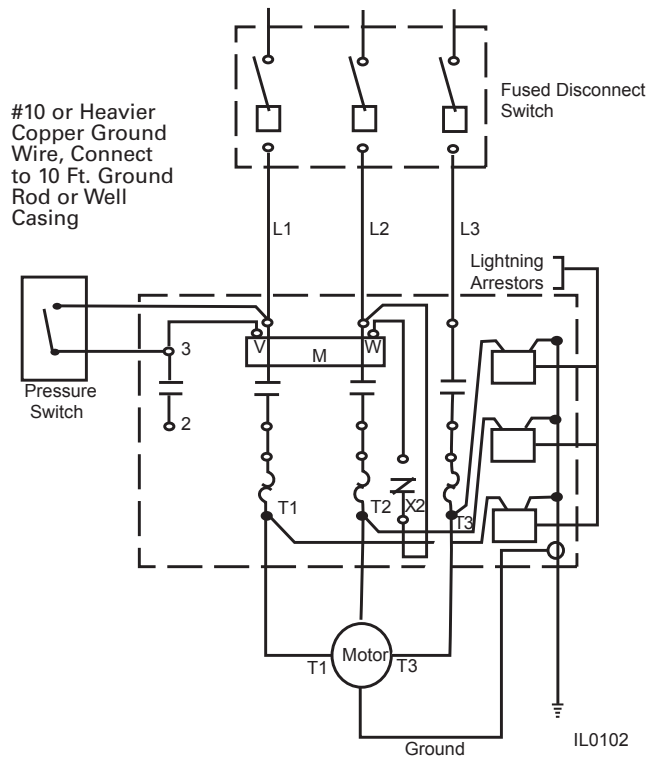 Fused Disconnect
Switch
#10 or Heavier
Copper Ground
Wire, Connect
to 10 Ft. Ground
Rod or Well
Casing
L1
L2
L3
Lightning
Arrestors
3
V
M
W
Pressure
Switch
2
T1
T2
X2
T3
T1
Motor
T3
Ground
IL0102